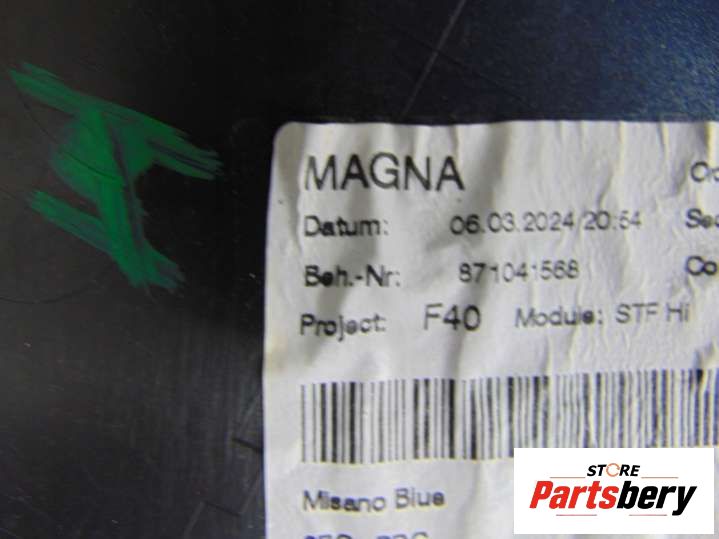 MAGNA
Datum: 06.03.2024 20:54
Beh.-Nr: 871041568 Co
Project: F40 Module: STF Hi
Misano Blue
STORE
Partsbery